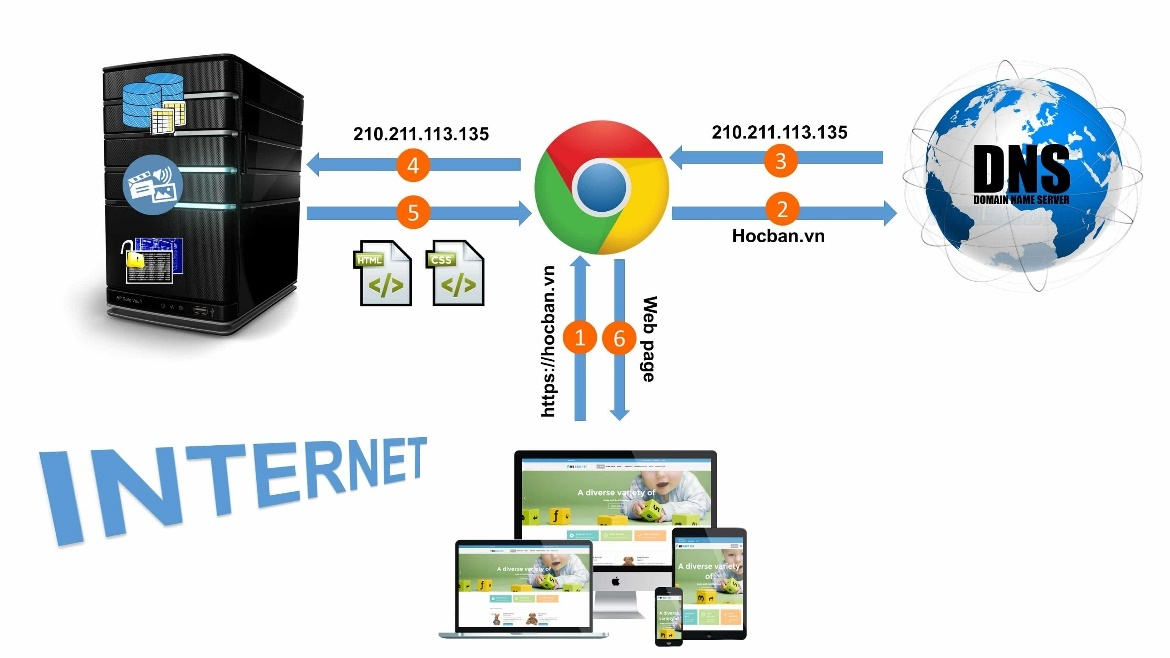 210.211.113.135
4
5
HTML
</>
CSS
</>
210.211.113.135
3
2
Hocban.vn
DNS
DOMAIN NAME SERVER
https://hocban.vn
1
6
Web page
INTERNET
A diverse variety of
A diverse variety of
A diverse variety
of